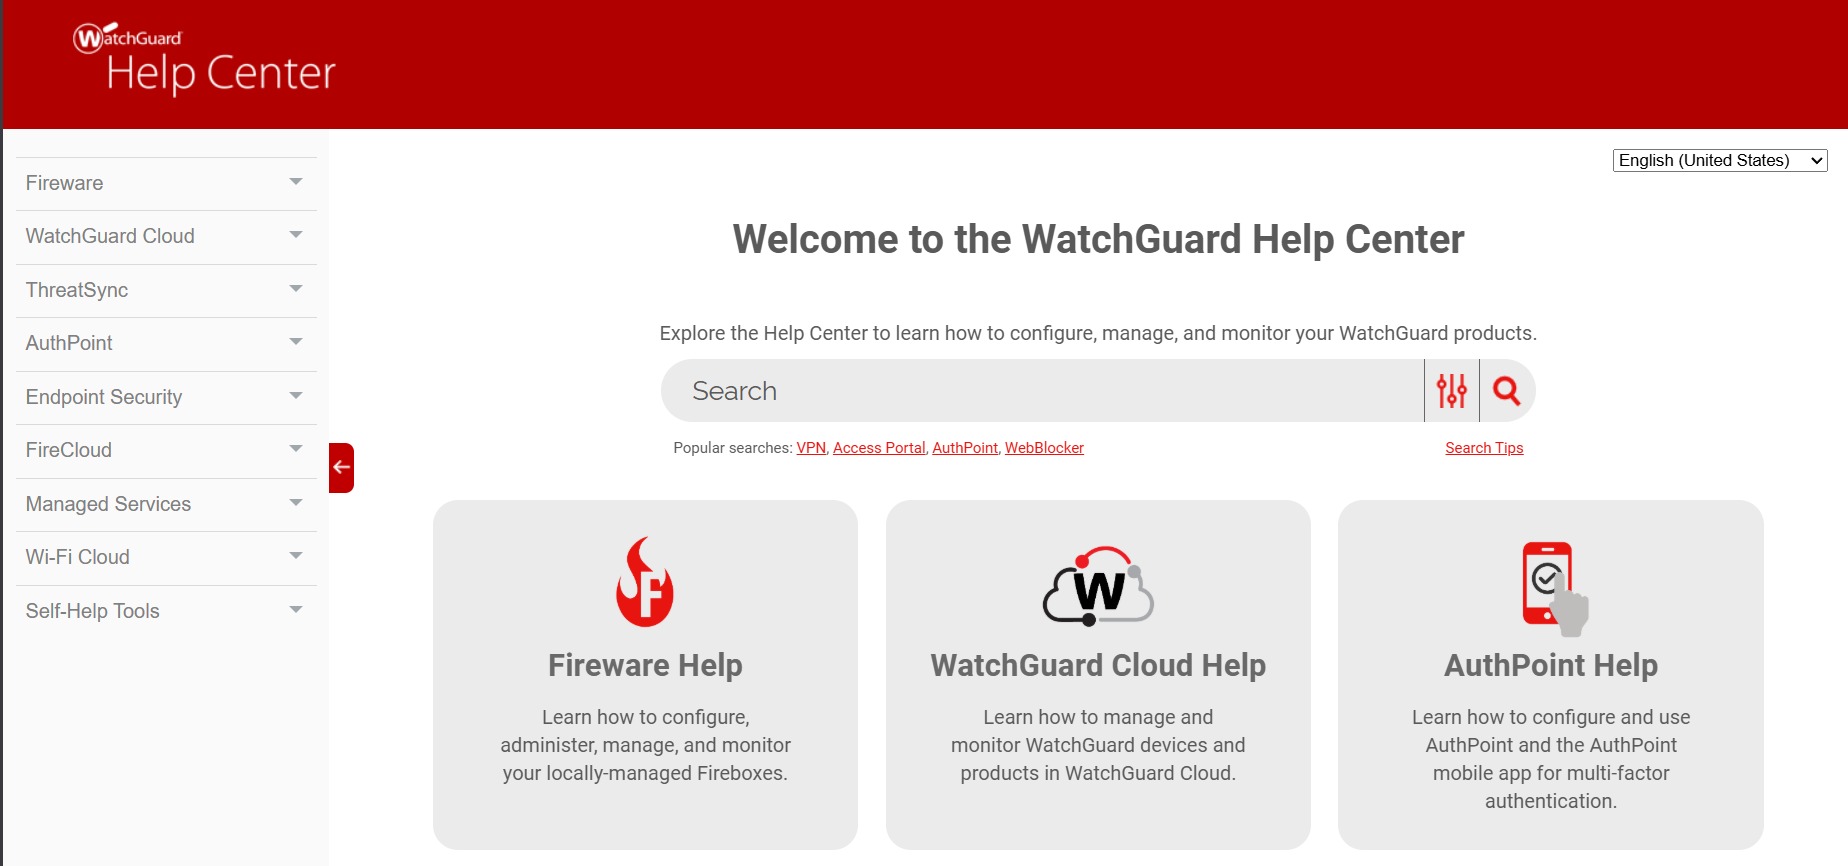 WatchGuard
Help Center
Fireware
WatchGuard Cloud
ThreatSync
AuthPoint
Endpoint Security
FireCloud
Managed Services
Wi-Fi Cloud
Self-Help Tools
English (United States)
Welcome to the WatchGuard Help Center
Explore the Help Center to learn how to configure, manage, and monitor your WatchGuard products.
Search
Popular searches: VPN, Access Portal, AuthPoint, WebBlocker
Search Tips
F
Fireware Help
Learn how to configure,
administer, manage, and monitor
your locally-managed Fireboxes.
W
WatchGuard Cloud Help
Learn how to manage and
monitor WatchGuard devices and
products in WatchGuard Cloud.
AuthPoint Help
Learn how to configure and use
AuthPoint and the AuthPoint
mobile app for multi-factor
authentication.